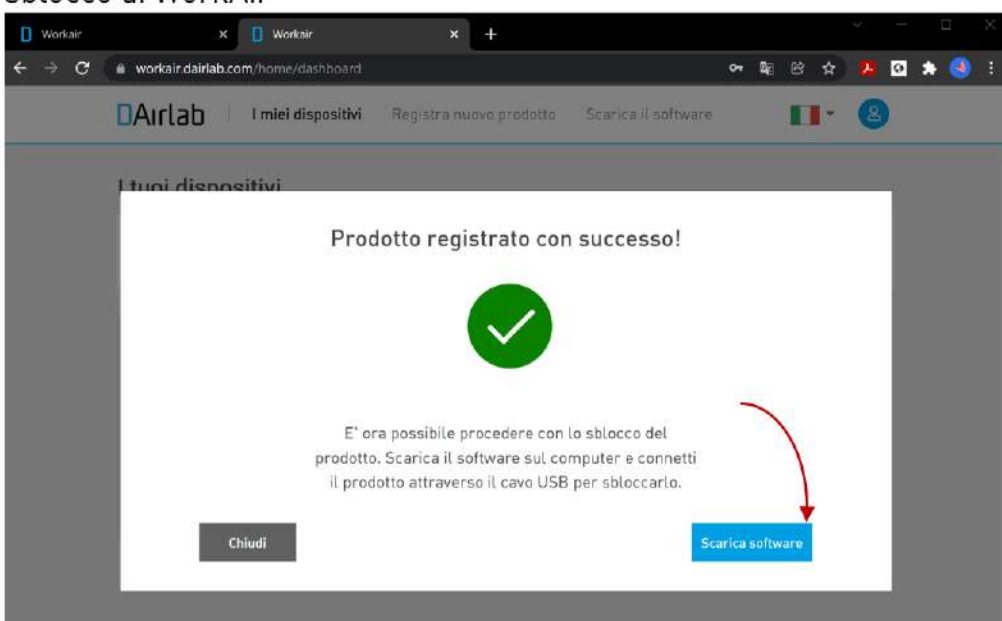 Workair
Workair
workair.dairlab.com/home/dashboard
DAirlab
I miei dispositivi
Registra nuovo prodotto
Scarica il software
I tuoi dispositivi
Prodotto registrato con successo!
E' ora possibile procedere con lo sblocco del
prodotto. Scarica il software sul computer e connetti
il prodotto attraverso il cavo USB per sbloccarlo.
Chiudi
Scarica software